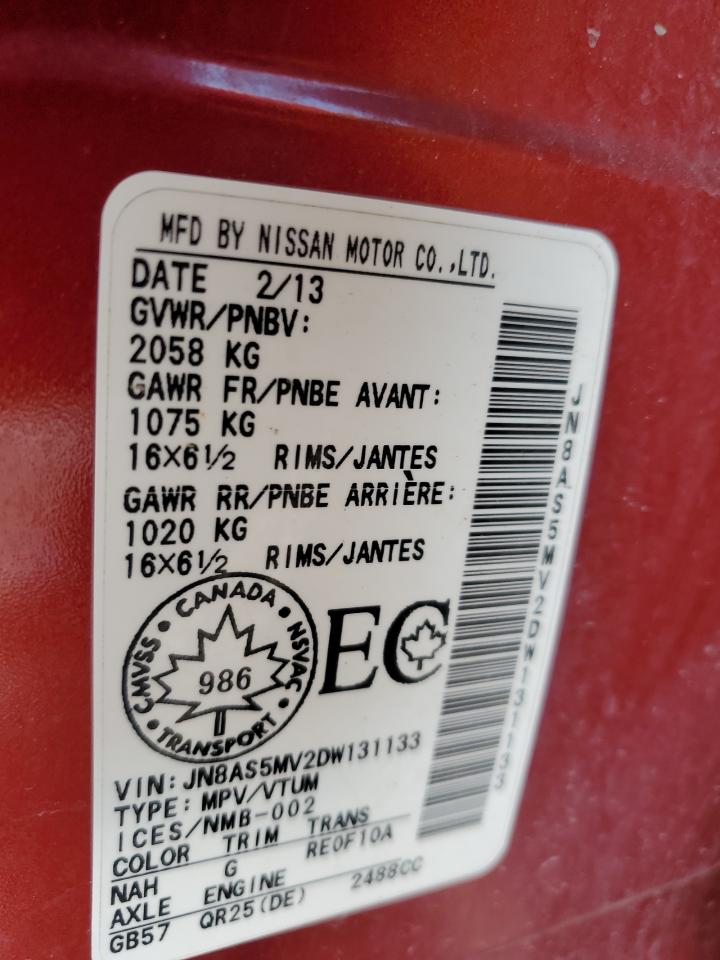 MFD BY NISSAN MOTOR CO.,LTD.
DATE 2/13
GVWR/PNBV:
2058 KG
GAWR FR/PNBE AVANT:
1075 KG
16X6½ RIMS/JANTES
GAWR RR/PNBE ARRIÈRE:
1020 KG
16X6½ RIMS/JANTES
CANADA • NSVAC • TRANSPORT • CMVSS •
986
EC
VIN: JN8AS5MV2DW131133
TYPE: MPV/VTUM
ICES/NMB-002
COLOR TRIM TRANS
NAH G RE0F10A
AXLE ENGINE
GB57 QR25(DE) 2488CC
JN8AS5MV2DW131133